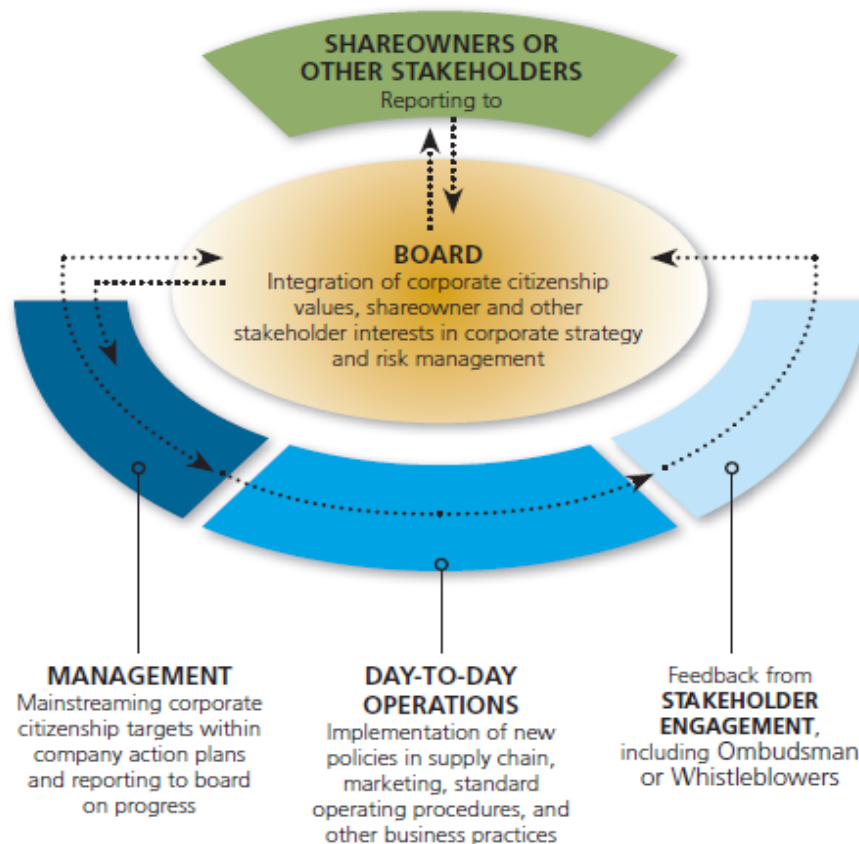 SHAREOWNERS OR
OTHER STAKEHOLDERS
Reporting to
BOARD
Integration of corporate citizenship
values, shareowner and other
stakeholder interests in corporate strategy
and risk management
MANAGEMENT
Mainstreaming corporate
citizenship targets within
company action plans
and reporting to board
on progress
DAY-TO-DAY
OPERATIONS
Implementation of new
policies in supply chain,
marketing, standard
operating procedures, and
other business practices
Feedback from
STAKEHOLDER
ENGAGEMENT,
including Ombudsman
or Whistleblowers